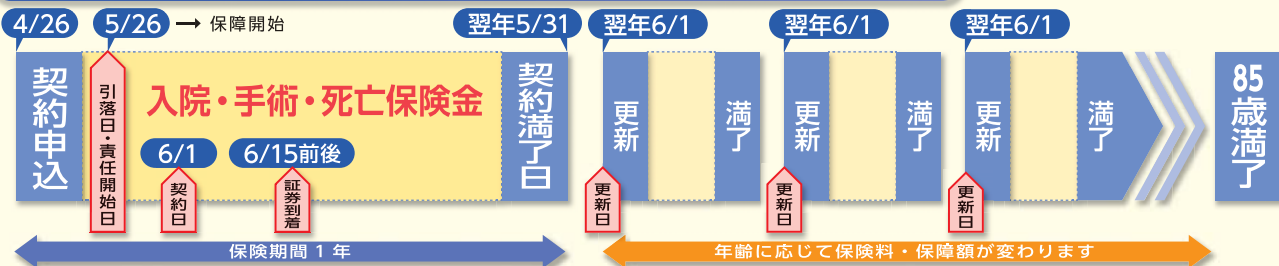 4/26
5/26 → 保障開始
翌年5/31
翌年6/1
翌年6/1
翌年6/1
契約申込
引落日・責任開始日
入院・手術・死亡保険金
6/1
6/15前後
契約日
証券到着
契約満了日
更新
満了
更新
満了
更新
満了
85歳満了
更新日
更新日
更新日
保険期間1年
年齢に応じて保険料・保障額が変わります